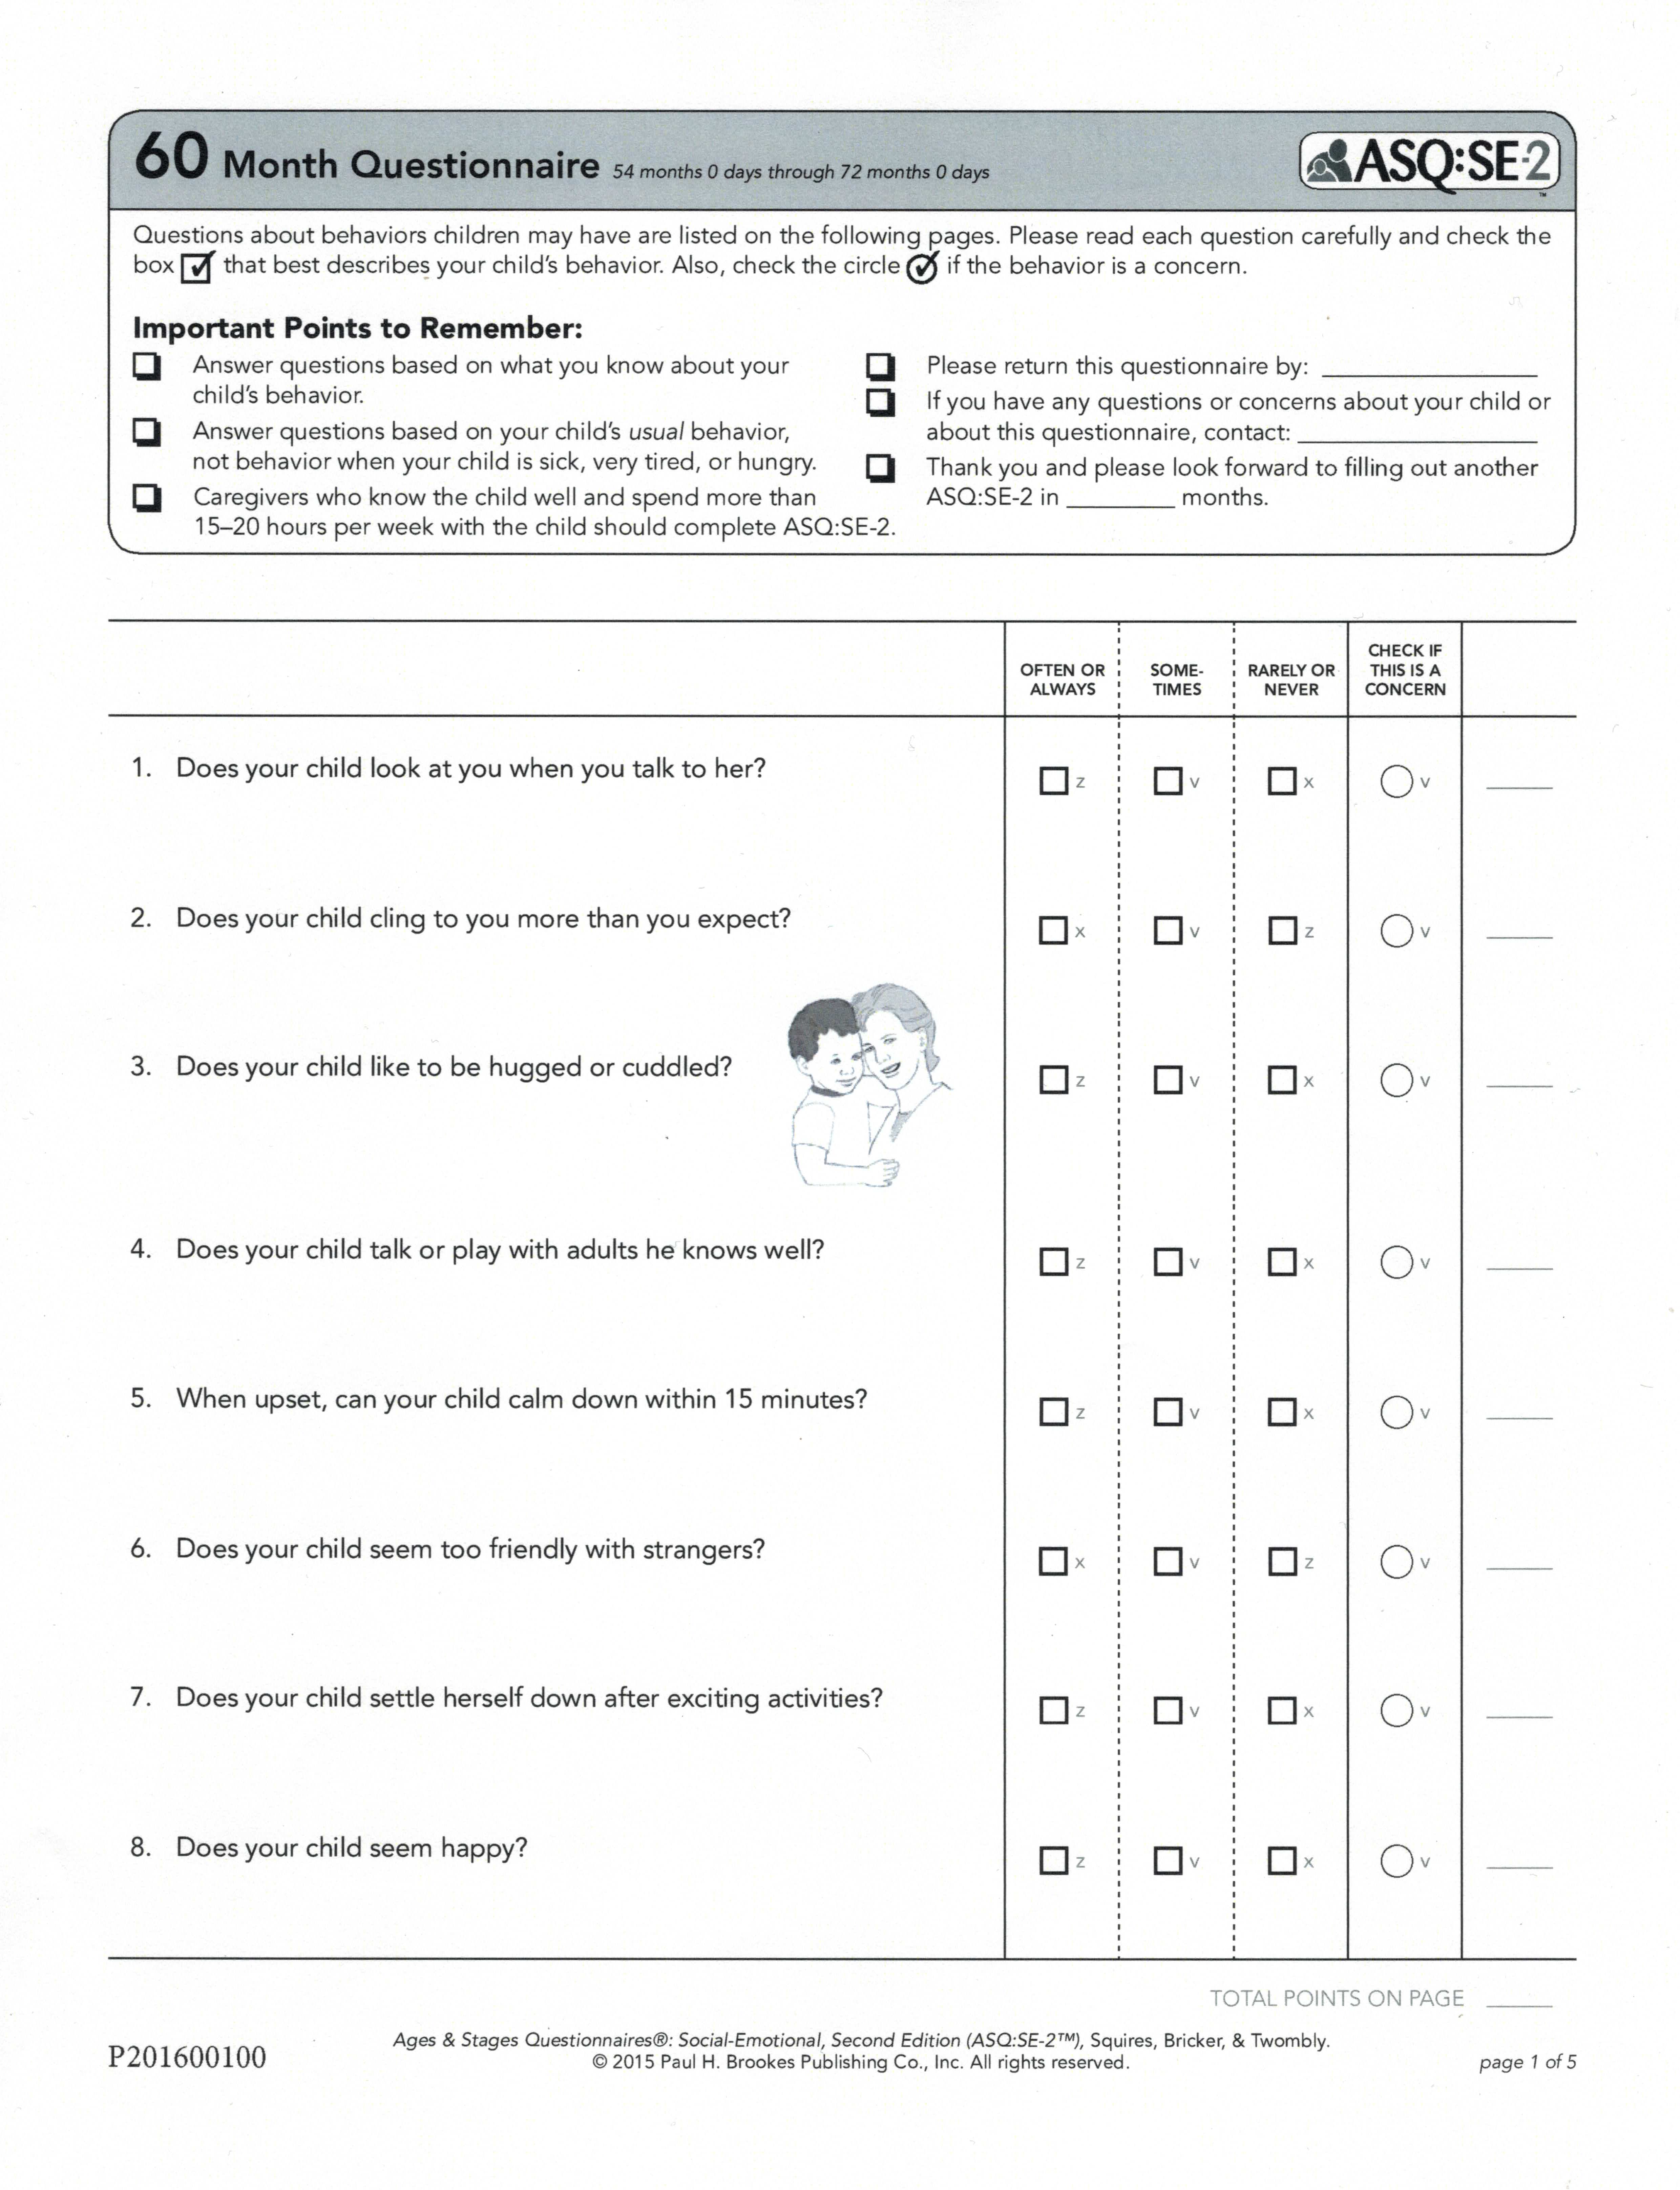 60 Month Questionnaire 54 months 0 days through 72 months 0 days
ASQ:SE-2™
Questions about behaviors children may have are listed on the following pages. Please read each question carefully and check the
box ☑ that best describes your child's behavior. Also, check the circle ✓ if the behavior is a concern.
Important Points to Remember:
☐ Answer questions based on what you know about your
child's behavior.
☐ Answer questions based on your child's usual behavior,
not behavior when your child is sick, very tired, or hungry.
☐ Caregivers who know the child well and spend more than
15–20 hours per week with the child should complete ASQ:SE-2.
☐ Please return this questionnaire by: ____________
☐ If you have any questions or concerns about your child or
about this questionnaire, contact: ____________
☐ Thank you and please look forward to filling out another
ASQ:SE-2 in ______ months.
OFTEN OR
ALWAYS
SOME-
TIMES
RARELY OR
NEVER
CHECK IF
THIS IS A
CONCERN
1. Does your child look at you when you talk to her? ☐ z ☐ v ☐ x ○ v ____
2. Does your child cling to you more than you expect? ☐ x ☐ v ☐ z ○ v ____
3. Does your child like to be hugged or cuddled? ☐ z ☐ v ☐ x ○ v ____
4. Does your child talk or play with adults he knows well? ☐ z ☐ v ☐ x ○ v ____
5. When upset, can your child calm down within 15 minutes? ☐ z ☐ v ☐ x ○ v ____
6. Does your child seem too friendly with strangers? ☐ x ☐ v ☐ z ○ v ____
7. Does your child settle herself down after exciting activities? ☐ z ☐ v ☐ x ○ v ____
8. Does your child seem happy? ☐ z ☐ v ☐ x ○ v ____
TOTAL POINTS ON PAGE ____
P201600100
Ages & Stages Questionnaires®: Social-Emotional, Second Edition (ASQ:SE-2™), Squires, Bricker, & Twombly.
© 2015 Paul H. Brookes Publishing Co., Inc. All rights reserved.
page 1 of 5